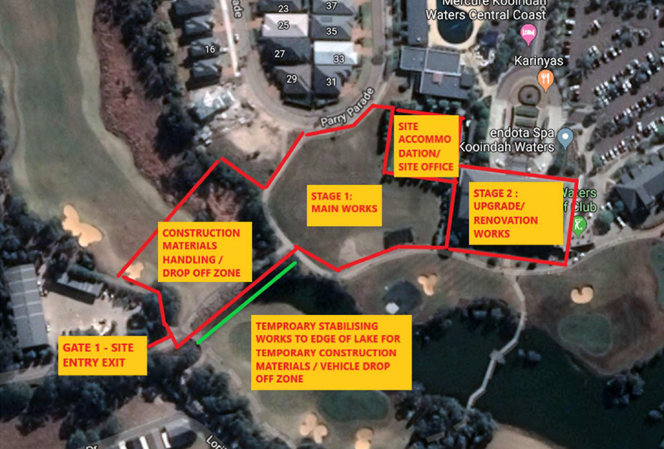 Mercure Kooindah
Waters Central Coast
23
37
25
35
16
27
33
29
31
Karinyas
Parry Parade
endota Spa
Kooindah Waters
SITE
ACCOMMO
DATION/
SITE OFFICE
STAGE 1:
MAIN WORKS
STAGE 2 :
UPGRADE/
RENOVATION
WORKS
CONSTRUCTION
MATERIALS
HANDLING /
DROP OFF ZONE
GATE 1 - SITE
ENTRY EXIT
TEMPROARY STABILISING
WORKS TO EDGE OF LAKE FOR
TEMPORARY CONSTRUCTION
MATERIALS / VEHICLE DROP
OFF ZONE